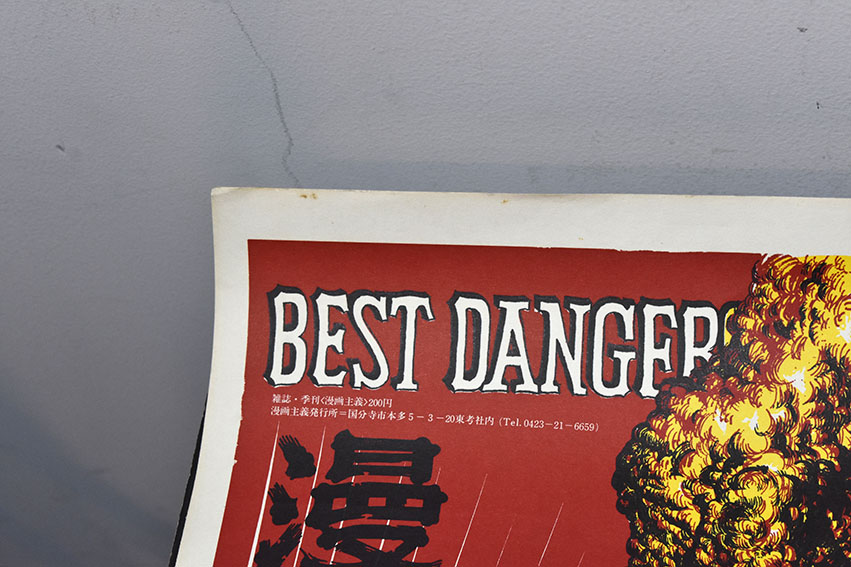 BEST DANGER
雑誌・季刊〈漫画主義〉200円
漫画主義発行所=国分寺市本多5-3-20東考社内(Tel. 0423-21-6659)
漫